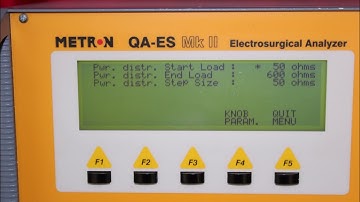 METRON QA-ES Mk II Electrosurgical Analyzer
Pwr. distr. Start Load : * 50 ohms
Pwr. distr. End Load : 600 ohms
Pwr. distr. Step Size : 50 ohms
KNOB QUIT
PARAM. MENU
F1 F2 F3 F4 F5